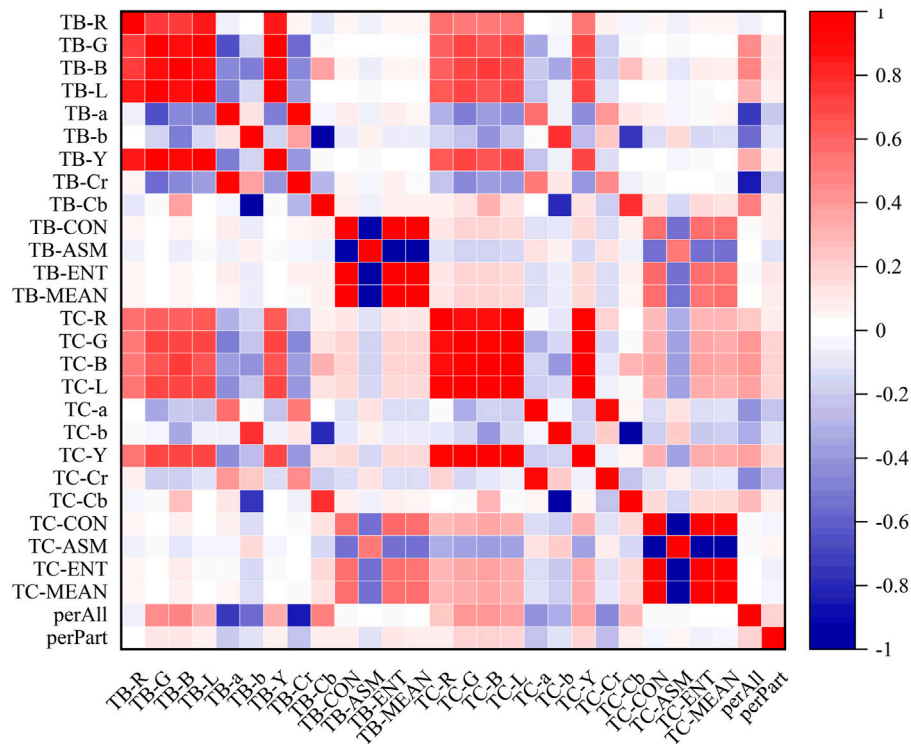 TB-R
TB-G
TB-B
TB-L
TB-a
TB-b
TB-Y
TB-Cr
TB-Cb
TB-CON
TB-ASM
TB-ENT
TB-MEAN
TC-R
TC-G
TC-B
TC-L
TC-a
TC-b
TC-Y
TC-Cr
TC-Cb
TC-CON
TC-ASM
TC-ENT
TC-MEAN
perAll
perPart
TB-R
TB-G
TB-B
TB-L
TB-a
TB-b
TB-Y
TB-Cr
TB-Cb
TB-CON
TB-ASM
TB-ENT
TB-MEAN
TC-R
TC-G
TC-B
TC-L
TC-a
TC-b
TC-Y
TC-Cr
TC-Cb
TC-CON
TC-ASM
TC-ENT
TC-MEAN
perAll
perPart
1
0.8
0.6
0.4
0.2
0
-0.2
-0.4
-0.6
-0.8
-1